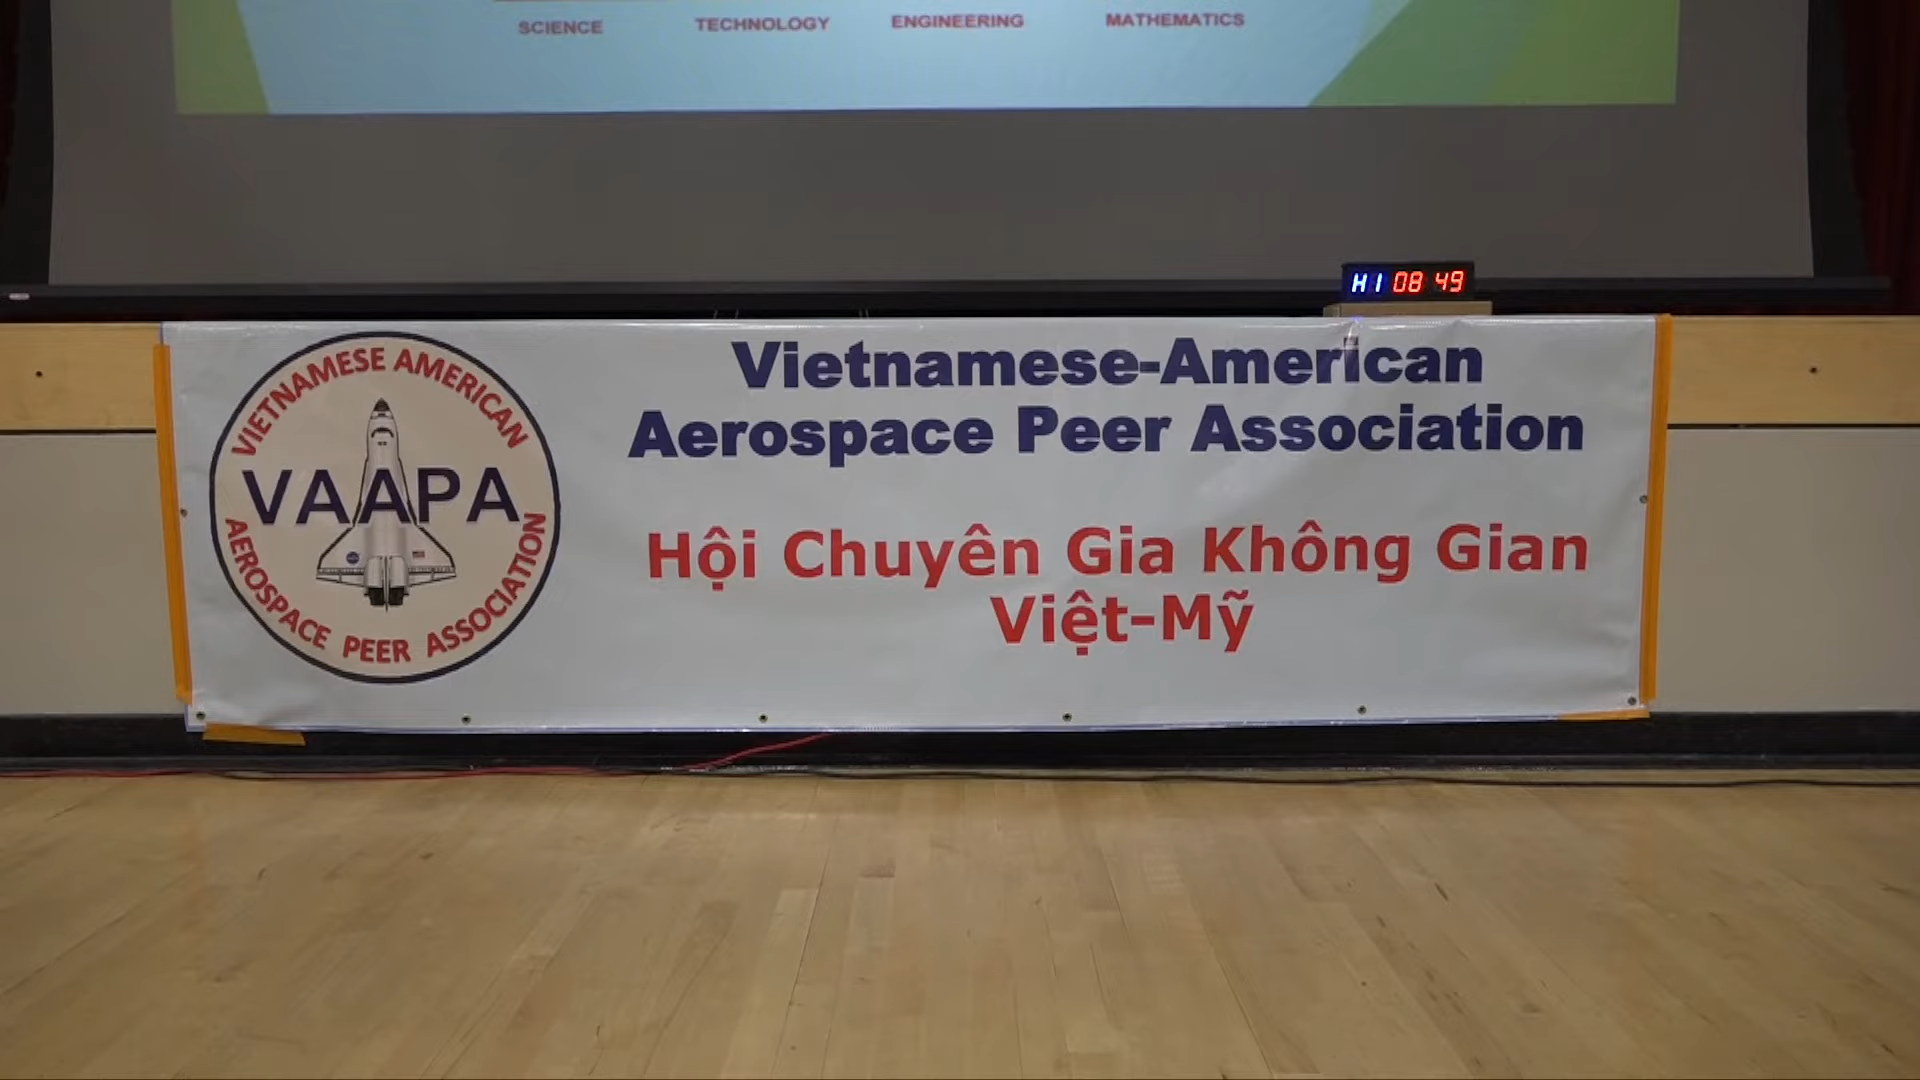 SCIENCE TECHNOLOGY ENGINEERING MATHEMATICS
H1 08 49
VIETNAMESE AMERICAN
VAAPA
AEROSPACE PEER ASSOCIATION
Vietnamese-American
Aerospace Peer Association
Hội Chuyên Gia Không Gian
Việt-Mỹ